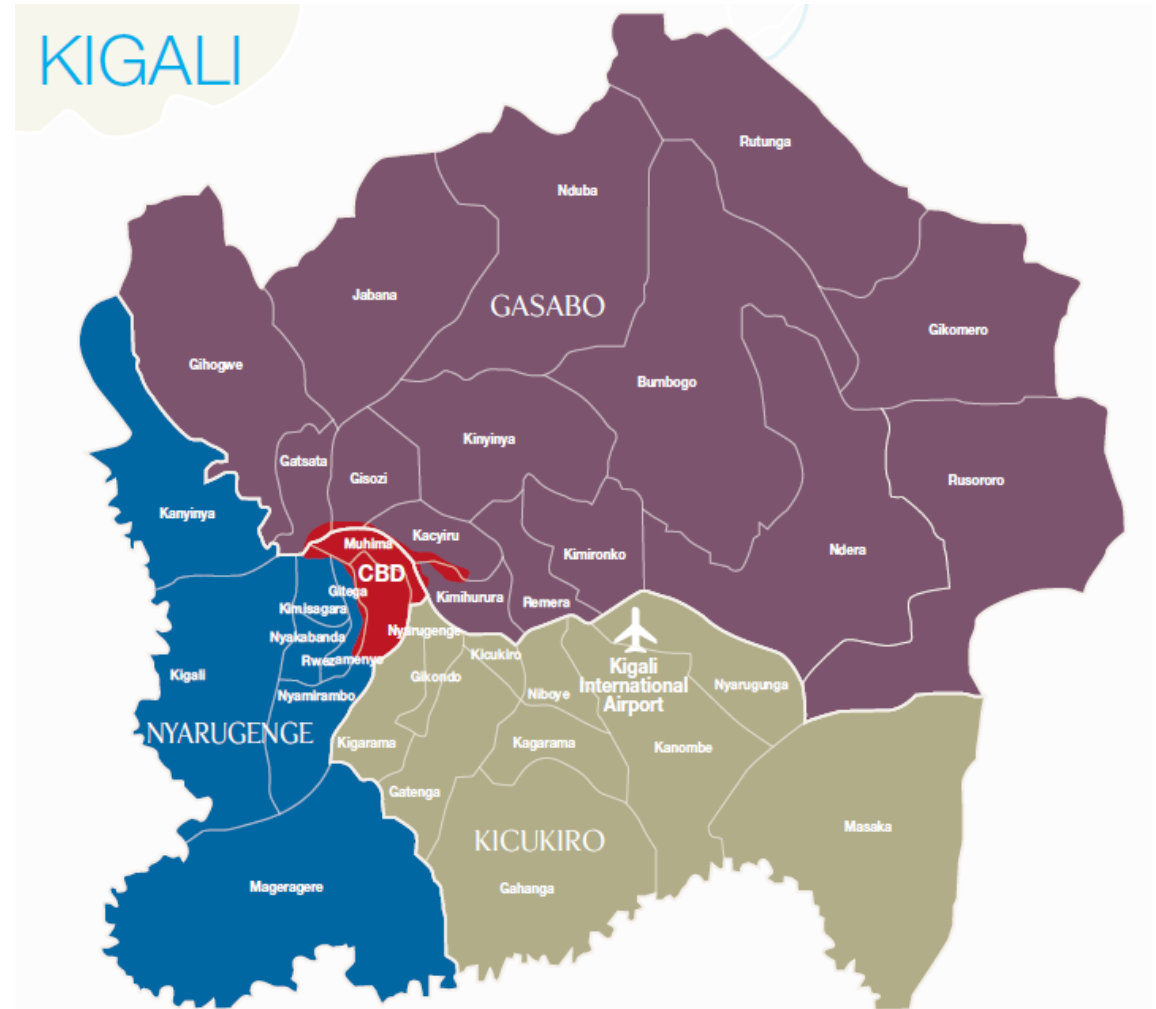 KIGALI
Rutunga
Nduba
Jabana
GASABO
Gikomero
Gihogwe
Bumbogo
Kinyinya
Gatsata
Gisozi
Rusororo
Kanyinya
Kacyiru
Muhima
Kimironko
Ndera
CBD
Gitega
Kimisagara
Kimihurura
Remera
Nyarugenge
Nyakabanda
Rwezamenyo
Kicukiro
Kigali
Gikondo
Kigali
International
Airport
Nyarugunga
Nyamirambo
Niboye
NYARUGENGE
Kigarama
Kagarama
Kanombe
Gatenga
Masaka
KICUKIRO
Mageragere
Gahanga